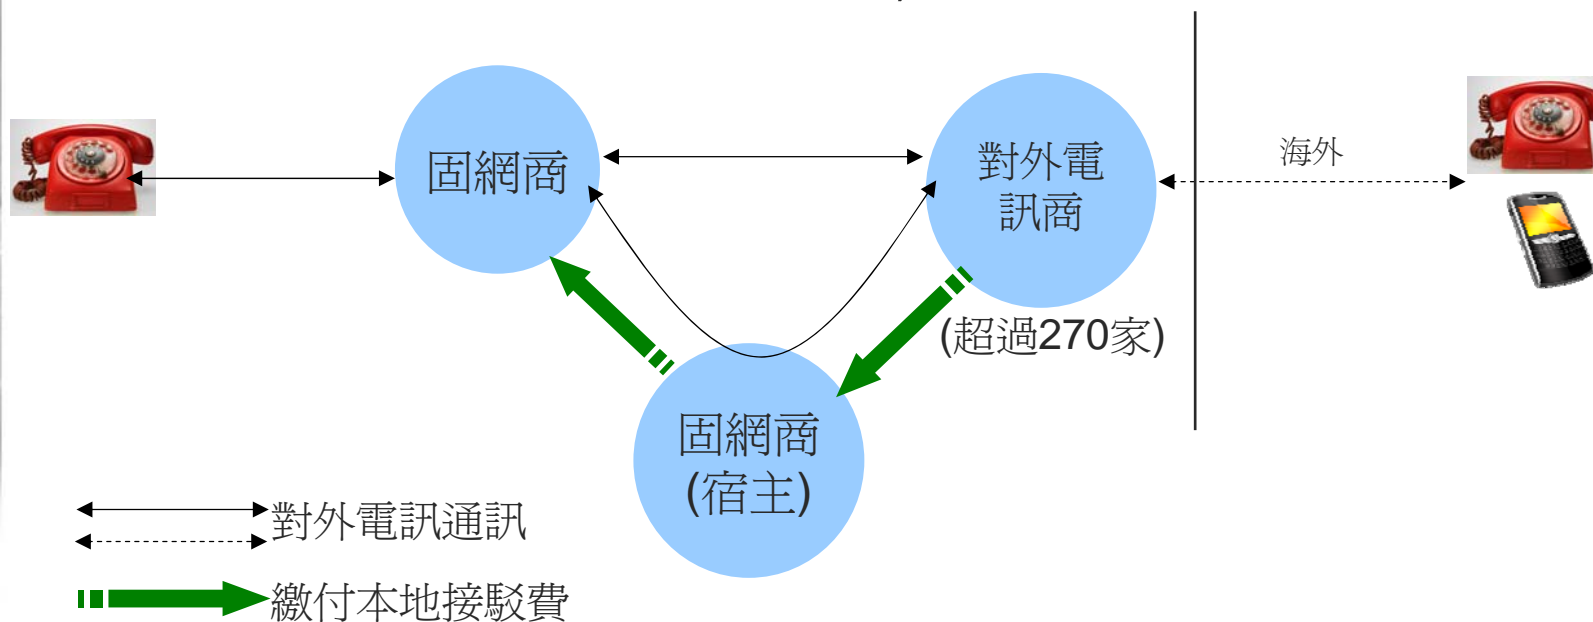 固網商
對外電
訊商
海外
(超過270家)
固網商
(宿主)
對外電訊通訊
繳付本地接駁費